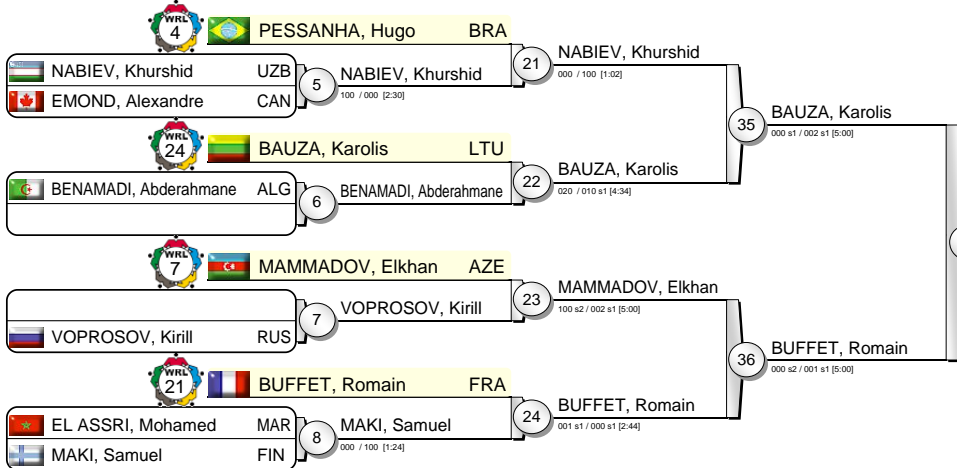 WRL
4
PESSANHA, Hugo BRA
NABIEV, Khurshid UZB
EMOND, Alexandre CAN
5
NABIEV, Khurshid
100 / 000 [2:30]
21
NABIEV, Khurshid
000 / 100 [1:02]
WRL
24
BAUZA, Karolis LTU
BENAMADI, Abderahmane ALG
6
BENAMADI, Abderahmane
22
BAUZA, Karolis
020 / 010 s1 [4:34]
35
BAUZA, Karolis
000 s1 / 002 s1 [5:00]
WRL
7
MAMMADOV, Elkhan AZE
VOPROSOV, Kirill RUS
7
VOPROSOV, Kirill
23
MAMMADOV, Elkhan
100 s2 / 002 s1 [5:00]
WRL
21
BUFFET, Romain FRA
EL ASSRI, Mohamed MAR
MAKI, Samuel FIN
8
MAKI, Samuel
000 / 100 [1:24]
24
BUFFET, Romain
001 s1 / 000 s1 [2:44]
36
BUFFET, Romain
000 s2 / 001 s1 [5:00]